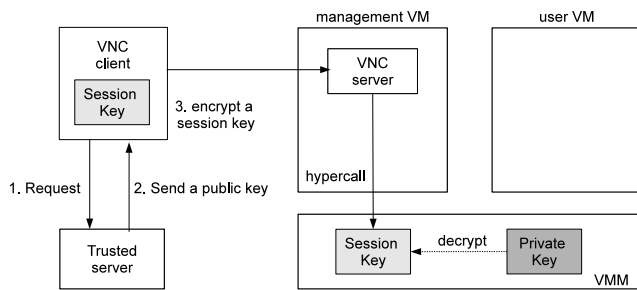 management VM
user VM
VNC
client
Session
Key
VNC
server
3. encrypt a
session key
1. Request
2. Send a public key
hypercall
Trusted
server
Session
Key
decrypt
Private
Key
VMM